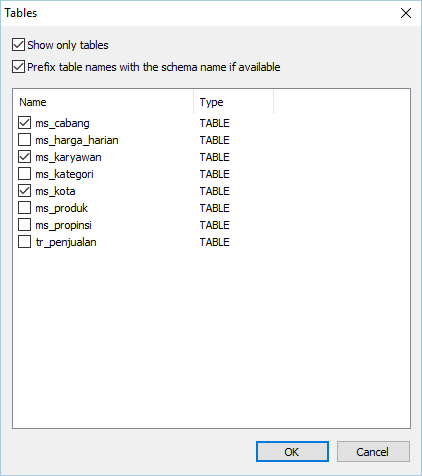 Tables
Show only tables
Prefix table names with the schema name if available
Name Type
ms_cabang TABLE
ms_harga_harian TABLE
ms_karyawan TABLE
ms_kategori TABLE
ms_kota TABLE
ms_produk TABLE
ms_propinsi TABLE
tr_penjualan TABLE
OK Cancel